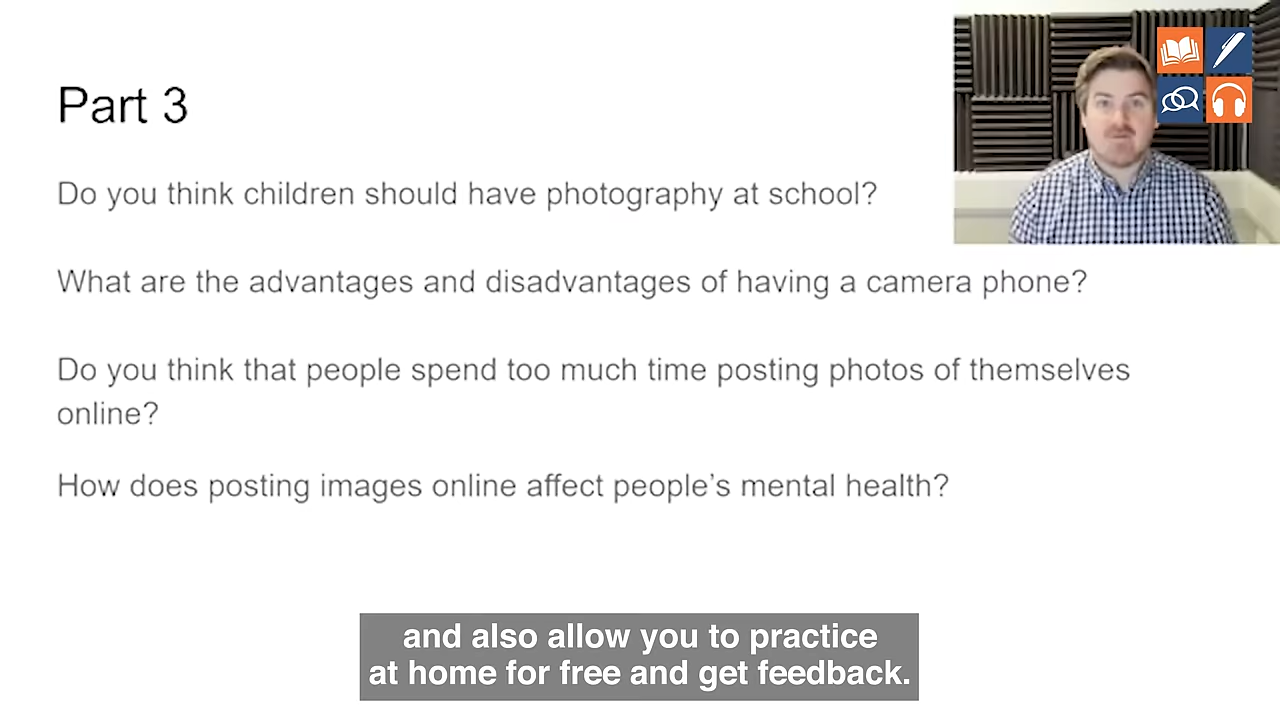 Part 3
Do you think children should have photography at school?
What are the advantages and disadvantages of having a camera phone?
Do you think that people spend too much time posting photos of themselves
online?
How does posting images online affect people’s mental health?
and also allow you to practice
at home for free and get feedback.